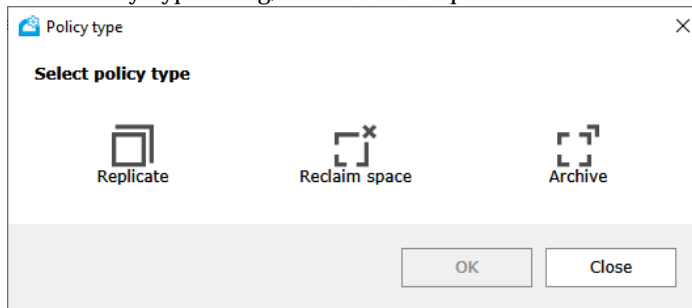 Policy type
Select policy type
Replicate Reclaim space Archive
OK Close